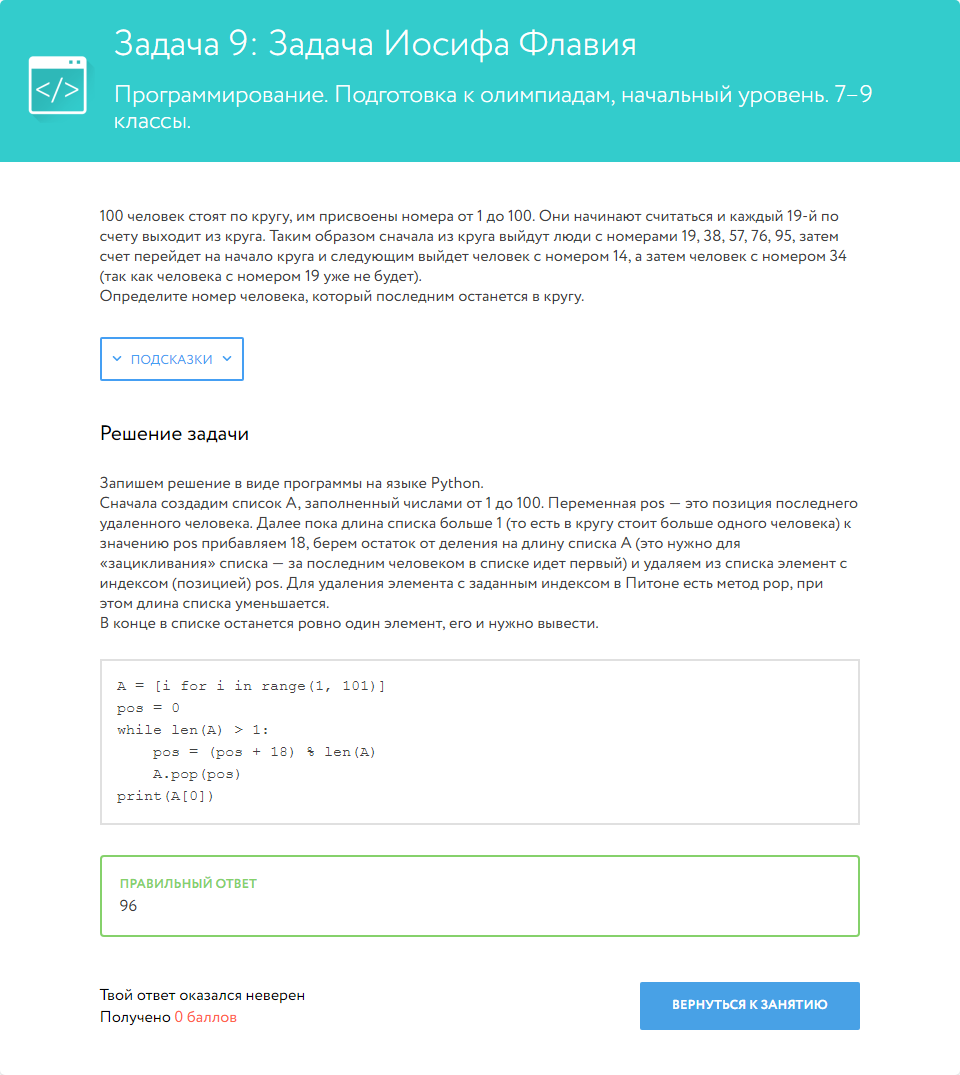 Задача 9: Задача Иосифа Флавия
</>
Программирование. Подготовка к олимпиадам, начальный уровень. 7–9
классы.
100 человек стоят по кругу, им присвоены номера от 1 до 100. Они начинают считаться и каждый 19-й по
счету выходит из круга. Таким образом сначала из круга выйдут люди с номерами 19, 38, 57, 76, 95, затем
счет перейдет на начало круга и следующим выйдет человек с номером 14, а затем человек с номером 34
(так как человека с номером 19 уже не будет).
Определите номер человека, который последним останется в кругу.
ПОДСКАЗКИ
Решение задачи
Запишем решение в виде программы на языке Python.
Сначала создадим список A, заполненный числами от 1 до 100. Переменная pos — это позиция последнего
удаленного человека. Далее пока длина списка больше 1 (то есть в кругу стоит больше одного человека) к
значению pos прибавляем 18, берем остаток от деления на длину списка A (это нужно для
«зацикливания» списка — за последним человеком в списке идет первый) и удаляем из списка элемент с
индексом (позицией) pos. Для удаления элемента с заданным индексом в Питоне есть метод pop, при
этом длина списка уменьшается.
В конце в списке останется ровно один элемент, его и нужно вывести.
A = [i for i in range(1, 101)]
pos = 0
while len(A) > 1:
    pos = (pos + 18) % len(A)
    A.pop(pos)
print(A[0])
ПРАВИЛЬНЫЙ ОТВЕТ
96
Твой ответ оказался неверен
Получено 0 баллов
ВЕРНУТЬСЯ К ЗАНЯТИЮ